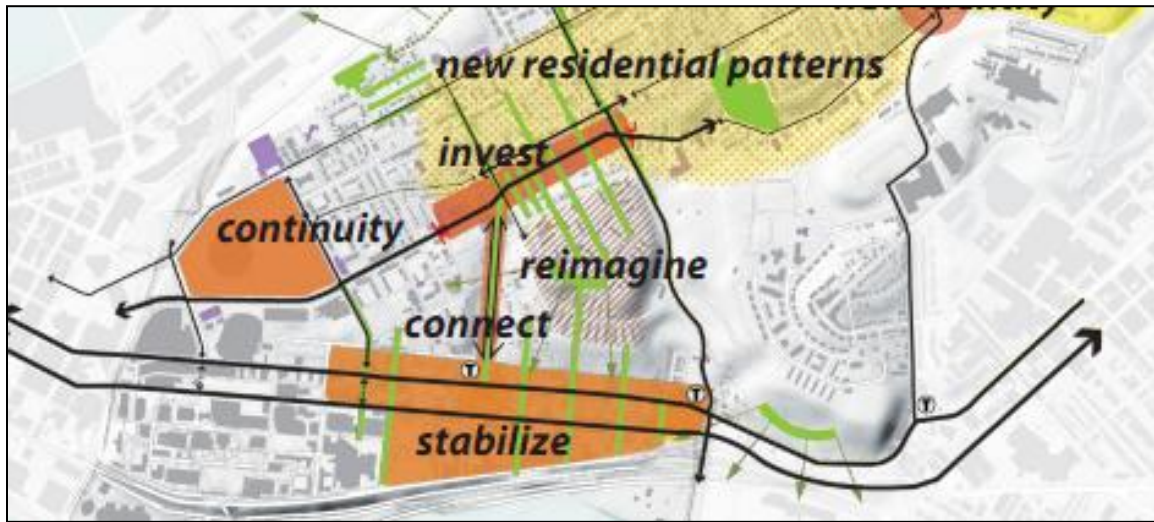 new residential patterns
invest
continuity
reimagine
connect
T
T
T
stabilize